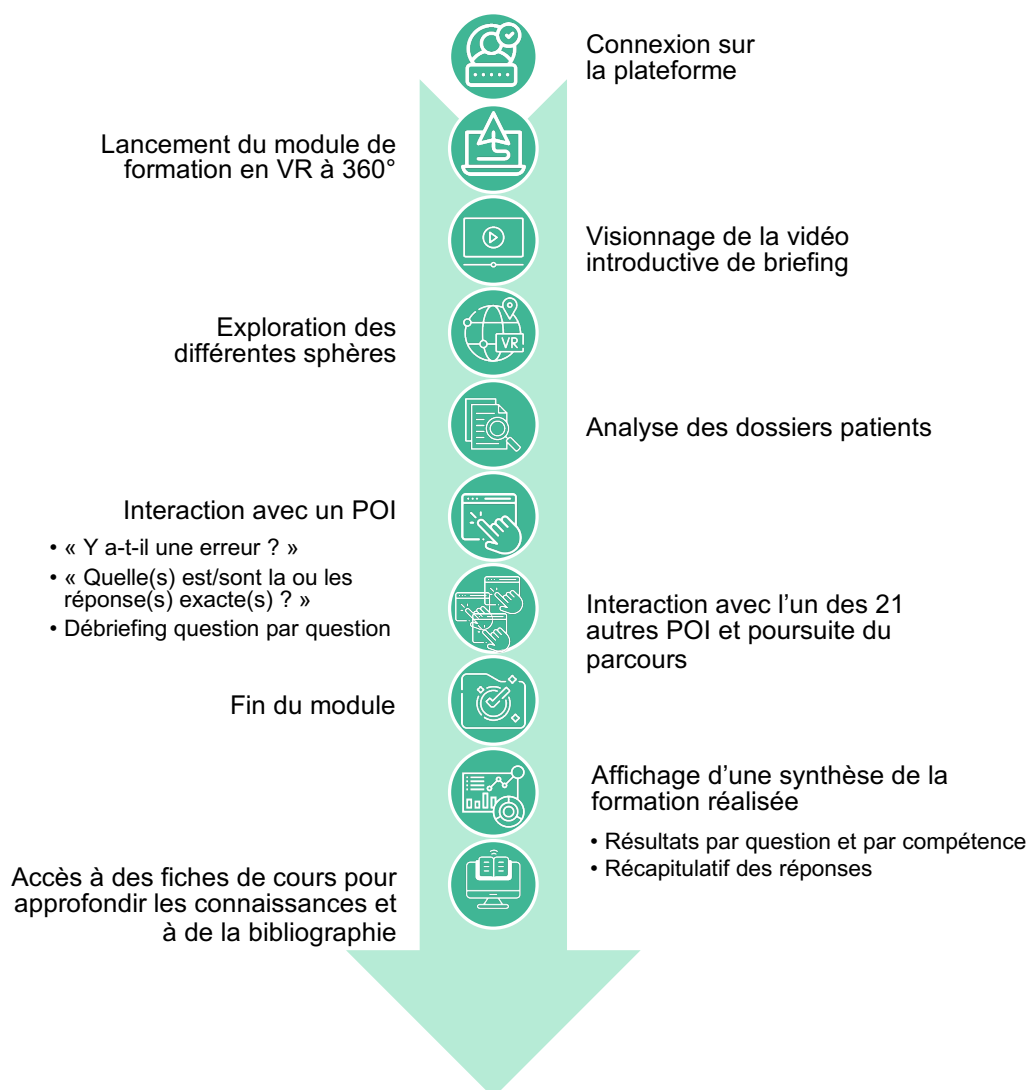 Connexion sur
la plateforme
Lancement du module de
formation en VR à 360°
Visionnage de la vidéo
introductive de briefing
Exploration des
différentes sphères
VR
Analyse des dossiers patients
Interaction avec un POI
• « Y a-t-il une erreur ? »
• « Quelle(s) est/sont la ou les
réponse(s) exacte(s) ? »
• Débriefing question par question
Interaction avec l’un des 21
autres POI et poursuite du
parcours
Fin du module
Affichage d’une synthèse de la
formation réalisée
• Résultats par question et par compétence
• Récapitulatif des réponses
Accès à des fiches de cours pour
approfondir les connaissances et
à de la bibliographie